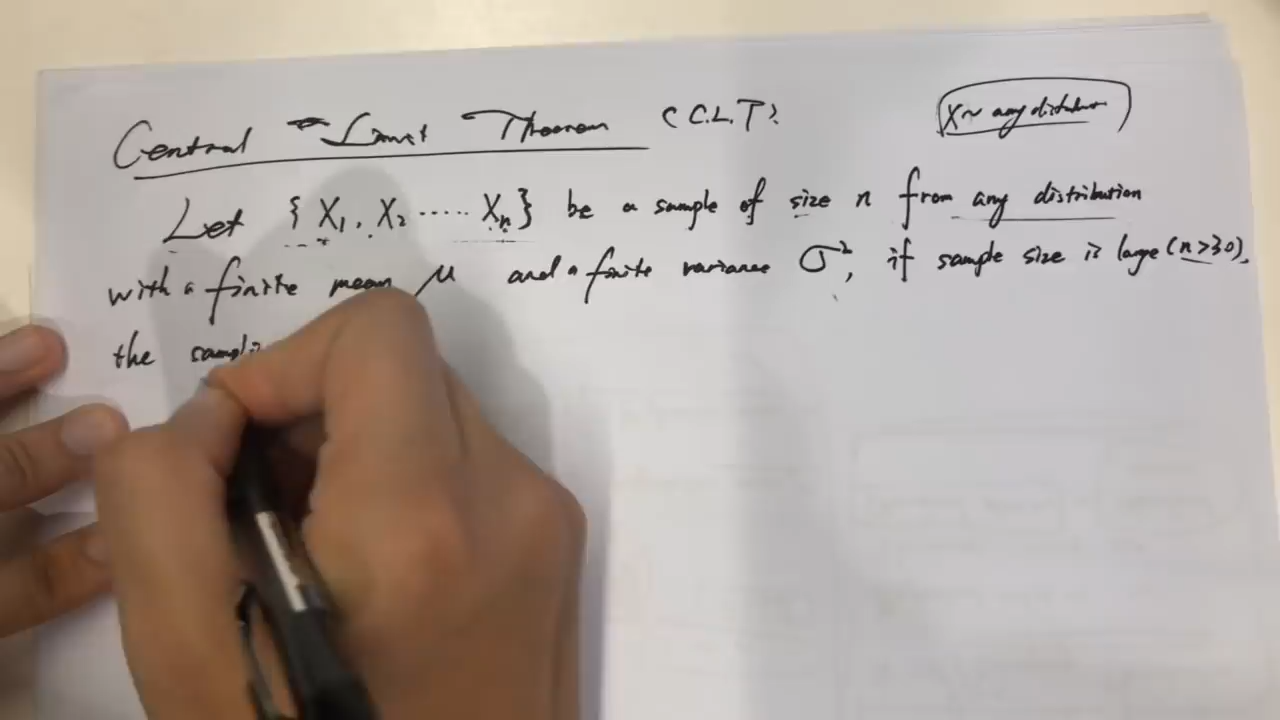 Central Limit Theorem (C.L.T).
X ~ any distribution
Let {X₁, X₂ ..... Xₙ} be a sample of size n from any distribution
with a finite mean μ and a finite variance σ², if sample size is large (n>30),
the